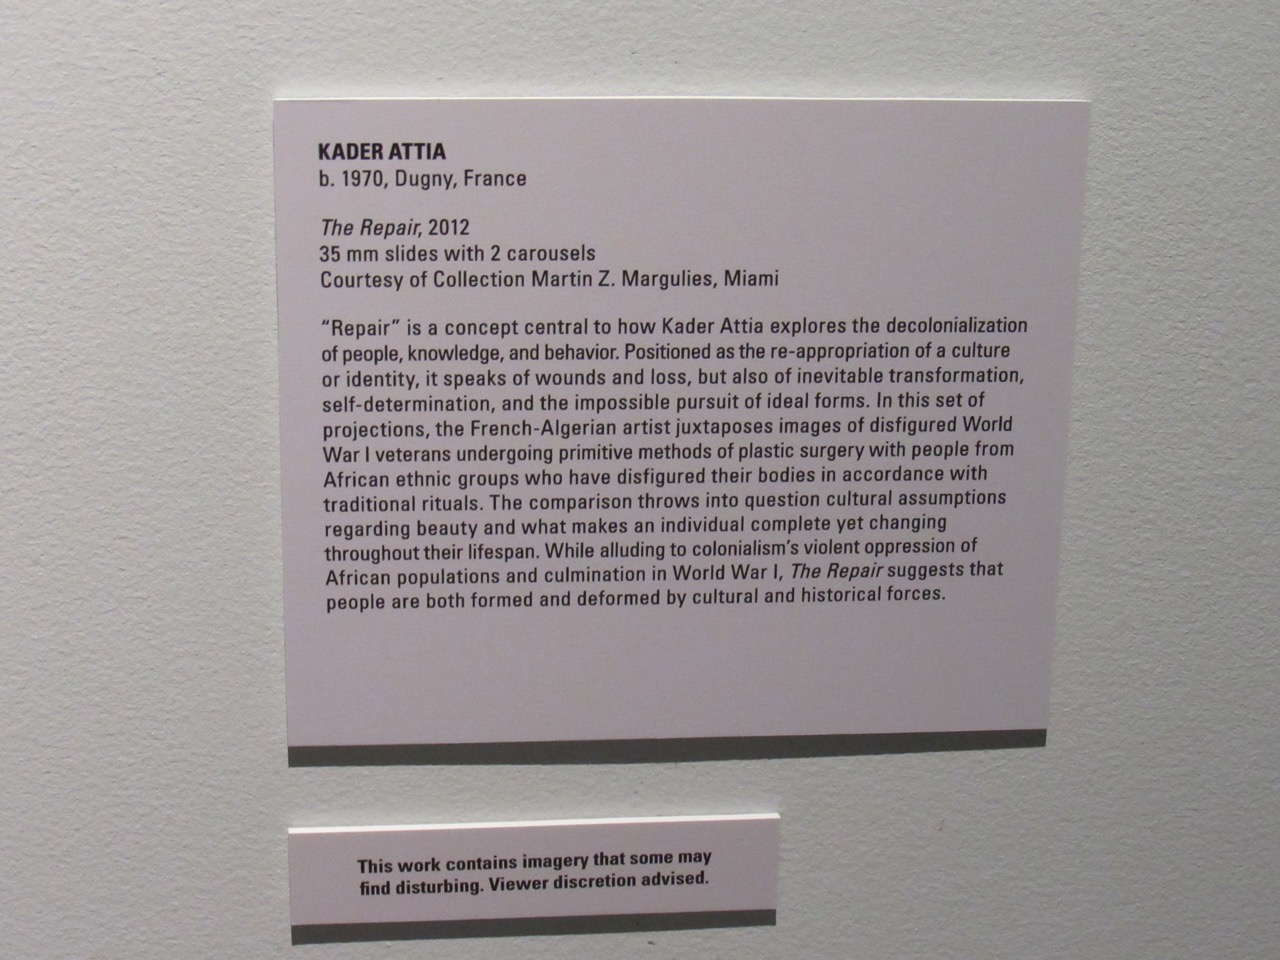 KADER ATTIA
b. 1970, Dugny, France
The Repair, 2012
35 mm slides with 2 carousels
Courtesy of Collection Martin Z. Margulies, Miami
“Repair” is a concept central to how Kader Attia explores the decolonialization
of people, knowledge, and behavior. Positioned as the re-appropriation of a culture
or identity, it speaks of wounds and loss, but also of inevitable transformation,
self-determination, and the impossible pursuit of ideal forms. In this set of
projections, the French-Algerian artist juxtaposes images of disfigured World
War I veterans undergoing primitive methods of plastic surgery with people from
African ethnic groups who have disfigured their bodies in accordance with
traditional rituals. The comparison throws into question cultural assumptions
regarding beauty and what makes an individual complete yet changing
throughout their lifespan. While alluding to colonialism’s violent oppression of
African populations and culmination in World War I, The Repair suggests that
people are both formed and deformed by cultural and historical forces.
This work contains imagery that some may
find disturbing. Viewer discretion advised.